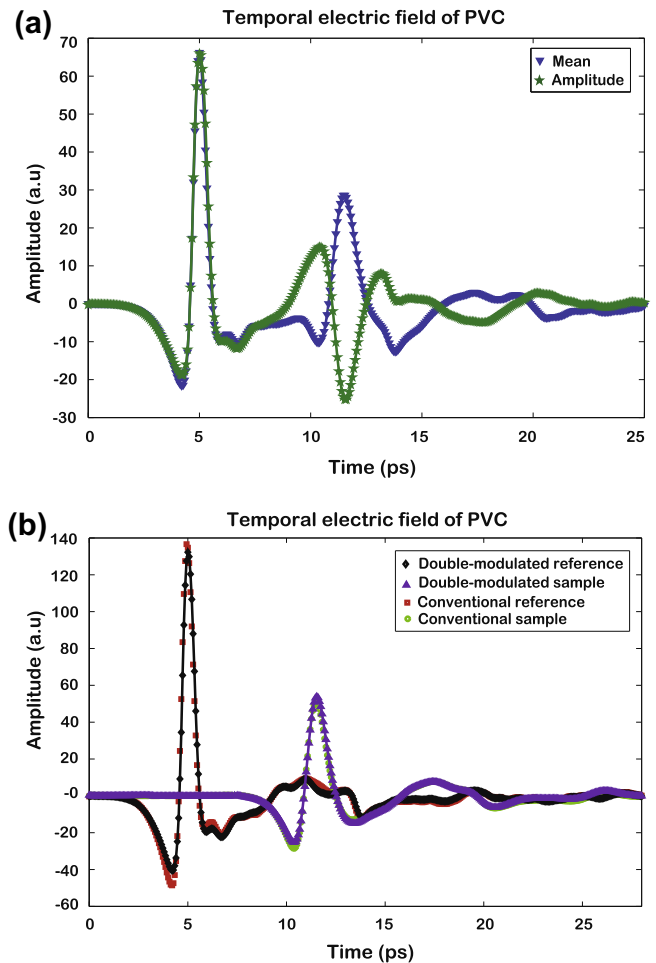 (a)
Temporal electric field of PVC
Mean
Amplitude
70
60
50
40
30
20
10
0
-10
-20
-30
Amplitude (a.u)
0 5 10 15 20 25
Time (ps)
(b)
Temporal electric field of PVC
Double-modulated reference
Double-modulated sample
Conventional reference
Conventional sample
140
120
100
80
60
40
20
-0
-20
-40
-60
Amplitude (a.u)
0 5 10 15 20 25
Time (ps)